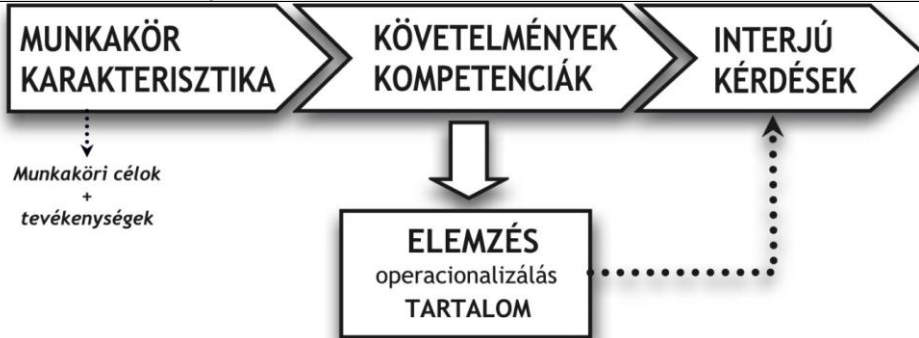 MUNKAKÖR
KARAKTERISZTIKA
KÖVETELMÉNYEK
KOMPETENCIÁK
INTERJÚ
KÉRDÉSEK
Munkaköri célok
+
tevékenységek
ELEMZÉS
operacionalizálás
TARTALOM